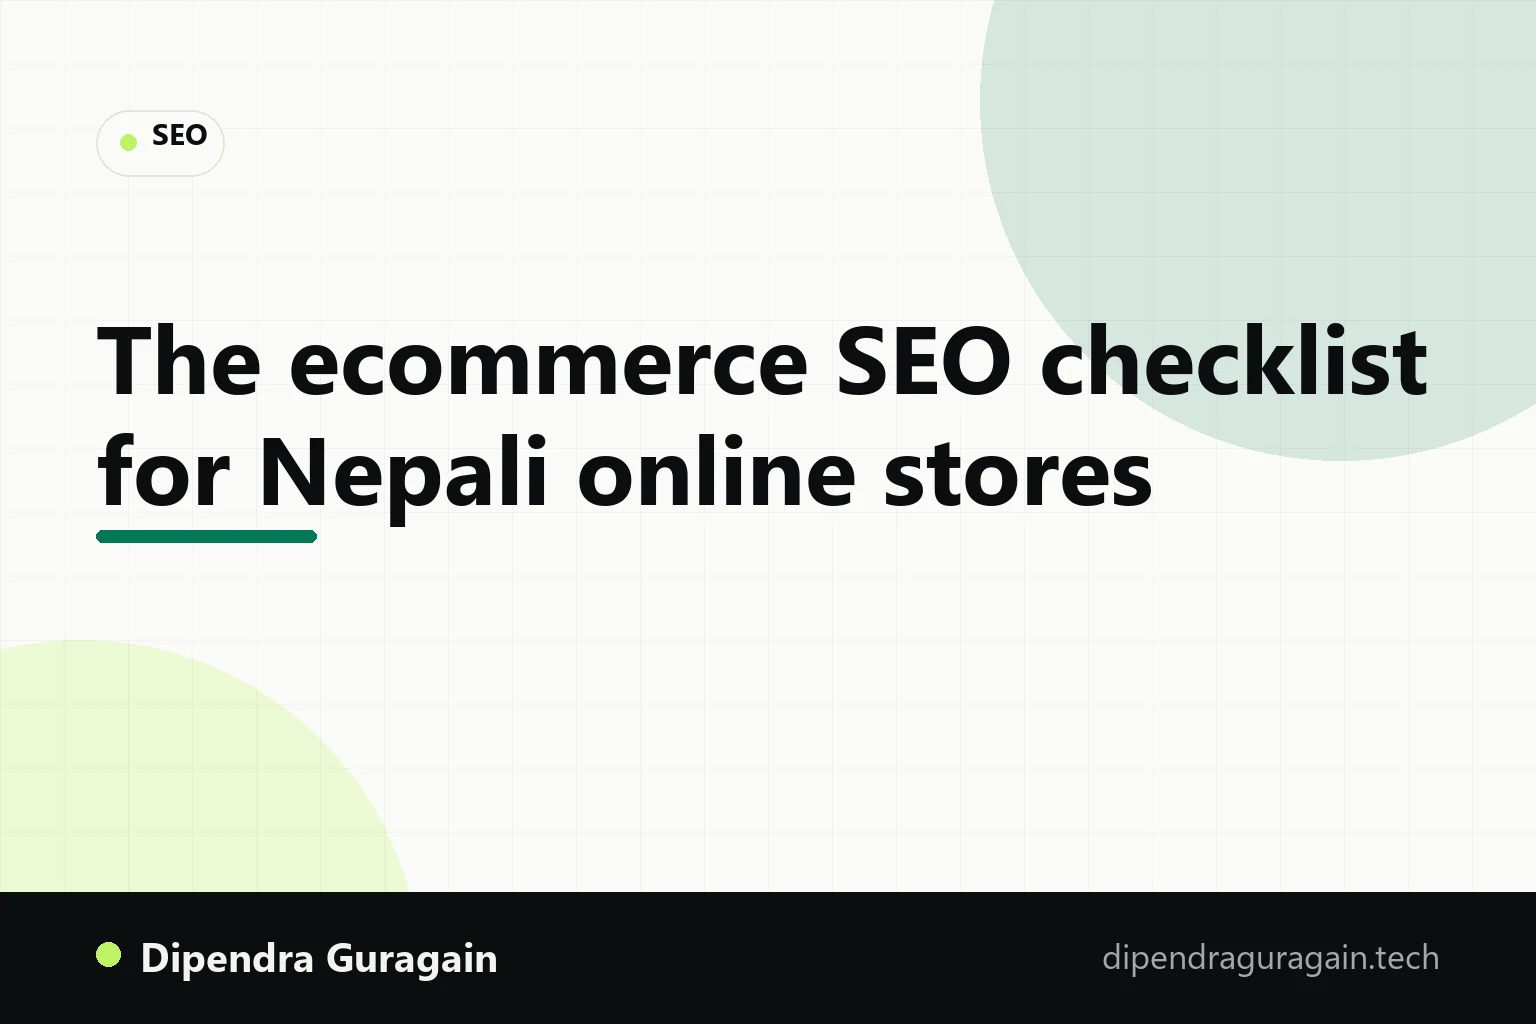 SEO
The ecommerce SEO checklist
for Nepali online stores
Dipendra Guragain
dipendraguragain.tech